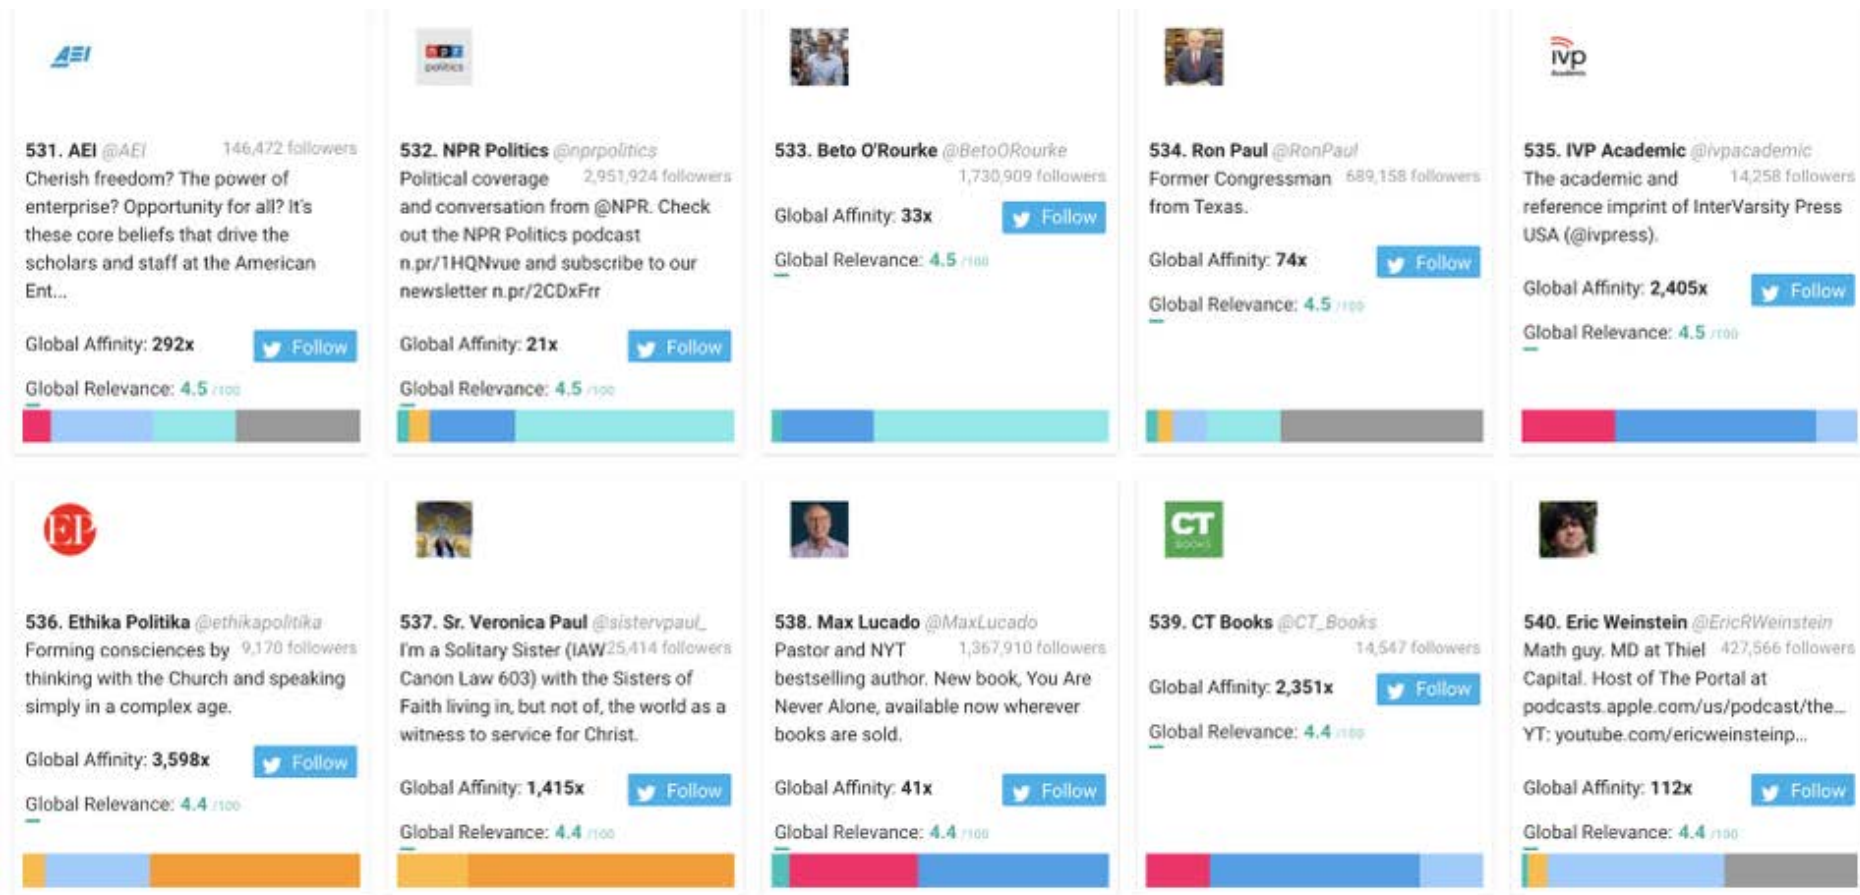 AEI
npr
politics
ivp
Academic
531. AEI @AEI 146,472 followers
Cherish freedom? The power of
enterprise? Opportunity for all? It's
these core beliefs that drive the
scholars and staff at the American
Ent...
Global Affinity: 292x Follow
Global Relevance: 4.5 /100
532. NPR Politics @nprpolitics
Political coverage 2,951,924 followers
and conversation from @NPR. Check
out the NPR Politics podcast
n.pr/1HQNvue and subscribe to our
newsletter n.pr/2CDxFrr
Global Affinity: 21x Follow
Global Relevance: 4.5 /100
533. Beto O'Rourke @BetoORourke
1,730,909 followers
Global Affinity: 33x Follow
Global Relevance: 4.5 /100
534. Ron Paul @RonPaul
Former Congressman 689,158 followers
from Texas.
Global Affinity: 74x Follow
Global Relevance: 4.5 /100
535. IVP Academic @ivpacademic
The academic and 14,258 followers
reference imprint of InterVarsity Press
USA (@ivpress).
Global Affinity: 2,405x Follow
Global Relevance: 4.5 /100
EP
CT
BOOKS
536. Ethika Politika @ethikapolitika
Forming consciences by 9,170 followers
thinking with the Church and speaking
simply in a complex age.
Global Affinity: 3,598x Follow
Global Relevance: 4.4 /100
537. Sr. Veronica Paul @sistervpaul_
I'm a Solitary Sister (IAW 25,414 followers
Canon Law 603) with the Sisters of
Faith living in, but not of, the world as a
witness to service for Christ.
Global Affinity: 1,415x Follow
Global Relevance: 4.4 /100
538. Max Lucado @MaxLucado
Pastor and NYT 1,367,910 followers
bestselling author. New book, You Are
Never Alone, available now wherever
books are sold.
Global Affinity: 41x Follow
Global Relevance: 4.4 /100
539. CT Books @CT_Books
14,547 followers
Global Affinity: 2,351x Follow
Global Relevance: 4.4 /100
540. Eric Weinstein @EricRWeinstein
Math guy. MD at Thiel 427,566 followers
Capital. Host of The Portal at
podcasts.apple.com/us/podcast/the...
YT: youtube.com/ericweinsteinp...
Global Affinity: 112x Follow
Global Relevance: 4.4 /100